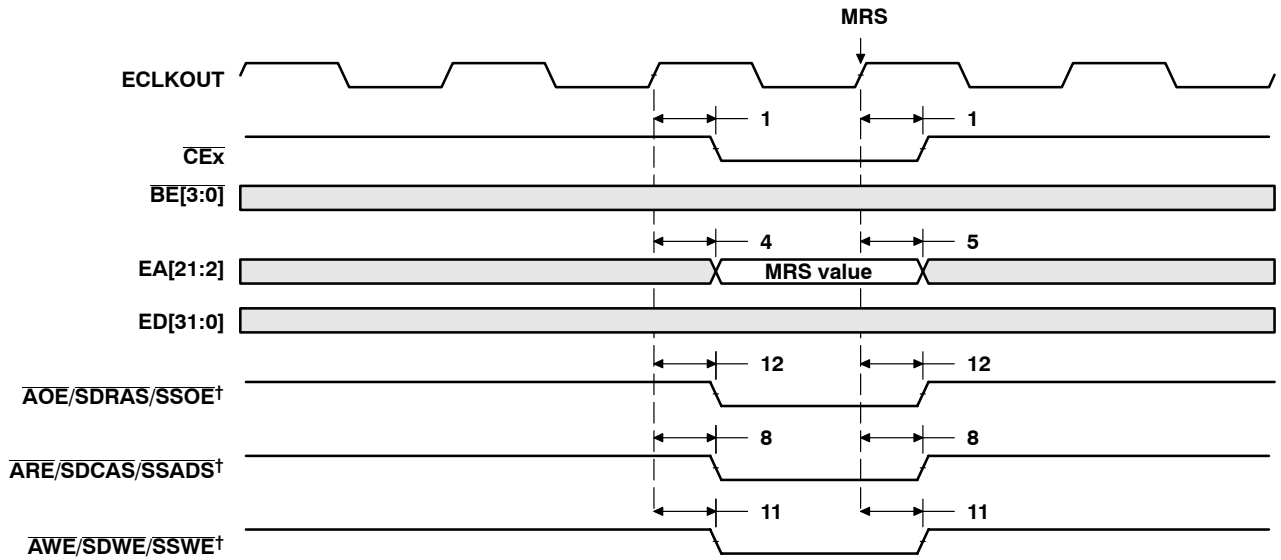 MRS
ECLKOUT
1 1
CEx
BE[3:0]
4 5
EA[21:2] MRS value
ED[31:0]
12 12
AOE/SDRAS/SSOE†
8 8
ARE/SDCAS/SSADS†
11 11
AWE/SDWE/SSWE†